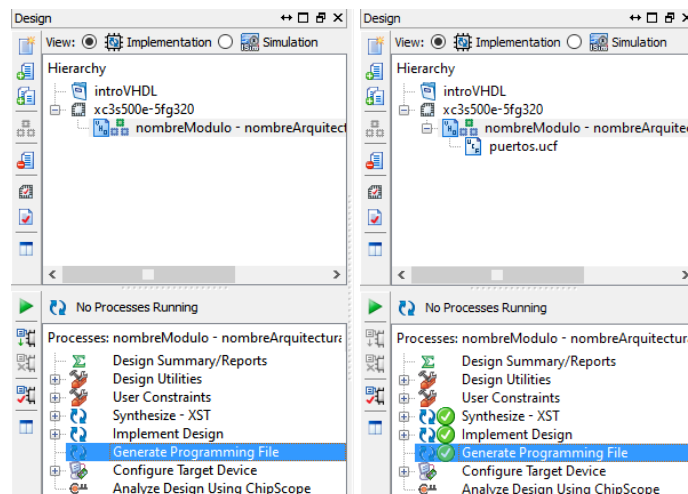 Design
View: Implementation Simulation
Hierarchy
introVHDL
xc3s500e-5fg320
nombreModulo - nombreArquitect
No Processes Running
Processes: nombreModulo - nombreArquitectura
Design Summary/Reports
Design Utilities
User Constraints
Synthesize - XST
Implement Design
Generate Programming File
Configure Target Device
Analyze Design Using ChipScope
Design
View: Implementation Simulation
Hierarchy
introVHDL
xc3s500e-5fg320
nombreModulo - nombreArquitec
puertos.ucf
No Processes Running
Processes: nombreModulo - nombreArquitectur
Design Summary/Reports
Design Utilities
User Constraints
Synthesize - XST
Implement Design
Generate Programming File
Configure Target Device
Analyze Design Using ChipScope